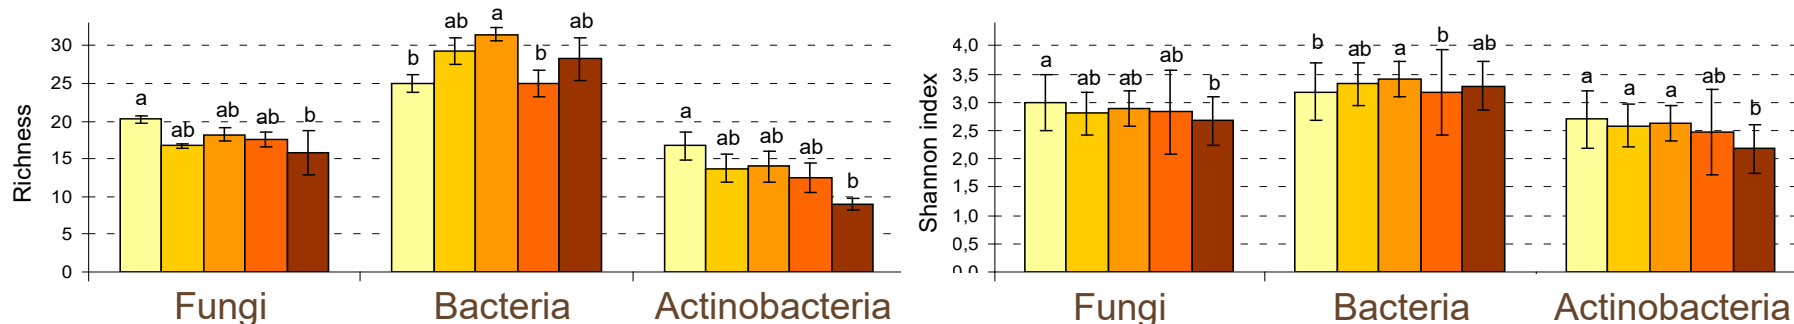 Richness
30
25
20
15
10
5
0
a
ab
ab
ab
b
b
ab
a
b
ab
a
ab
ab
ab
b
Fungi
Bacteria
Actinobacteria
Shannon index
4,0
3,5
3,0
2,5
2,0
1,5
1,0
0,5
0,0
a
ab
ab
ab
b
b
ab
a
b
ab
a
a
a
ab
b
Fungi
Bacteria
Actinobacteria